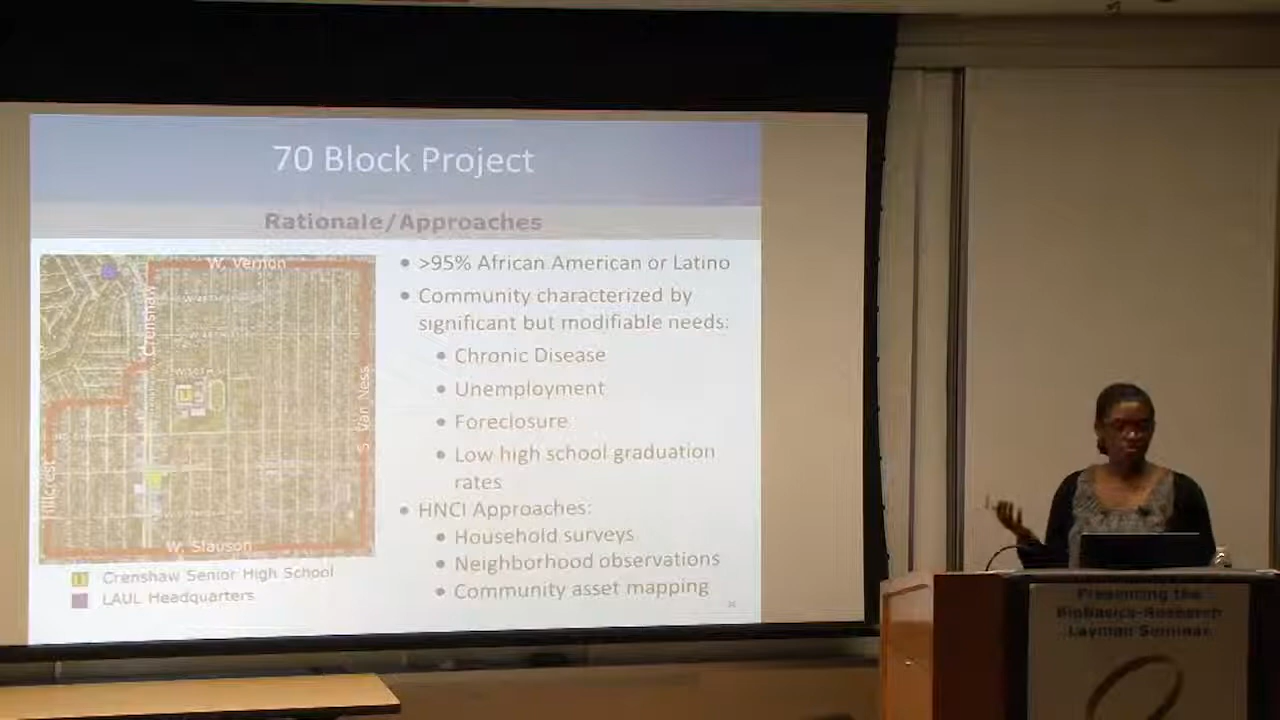 70 Block Project
Rationale/Approaches
W. Vernon
Crenshaw
S. Van Ness
Hillcrest
W. Slauson
Crenshaw Senior High School
LAUL Headquarters
• >95% African American or Latino
• Community characterized by
significant but modifiable needs:
• Chronic Disease
• Unemployment
• Foreclosure
• Low high school graduation
rates
• HNCI Approaches:
• Household surveys
• Neighborhood observations
• Community asset mapping
Presenting the
BioBasics-Research
Layman Seminar